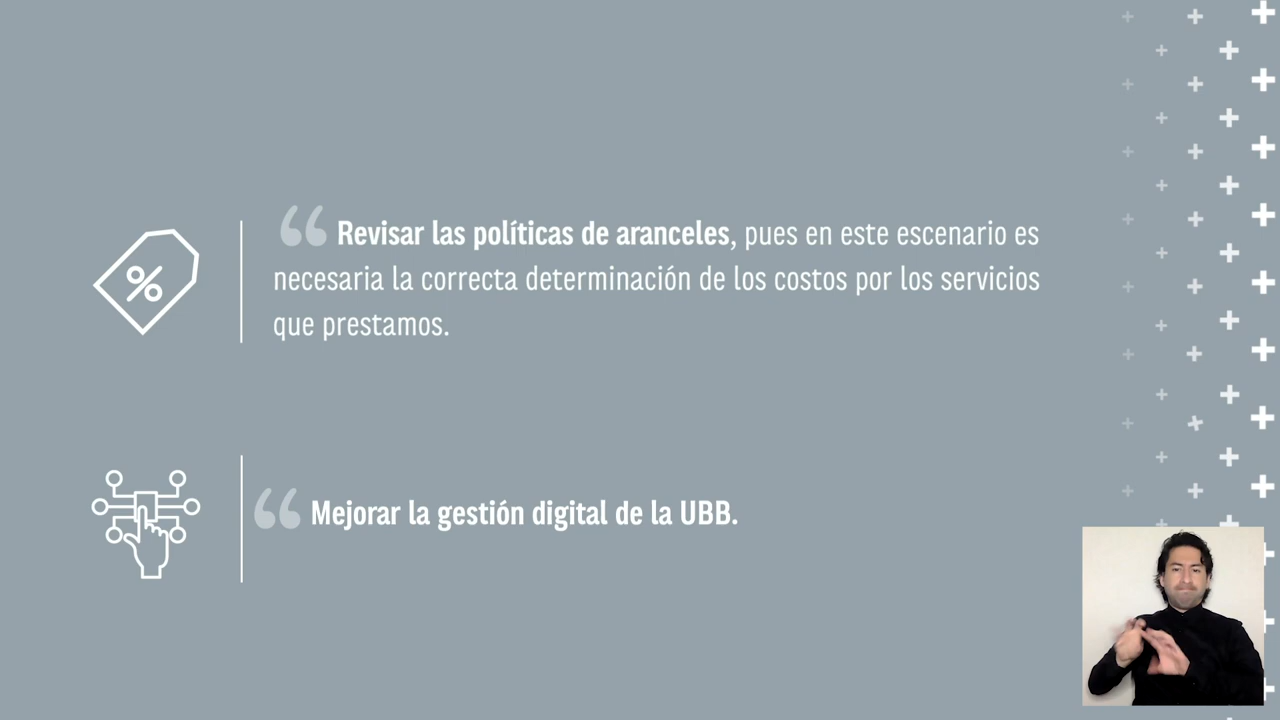 “ Revisar las políticas de aranceles, pues en este escenario es
necesaria la correcta determinación de los costos por los servicios
que prestamos.
“ Mejorar la gestión digital de la UBB.